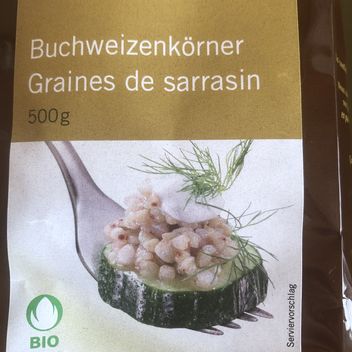 Buchweizenkörner
Graines de sarrasin
500g
Serviervorschlag
BIO